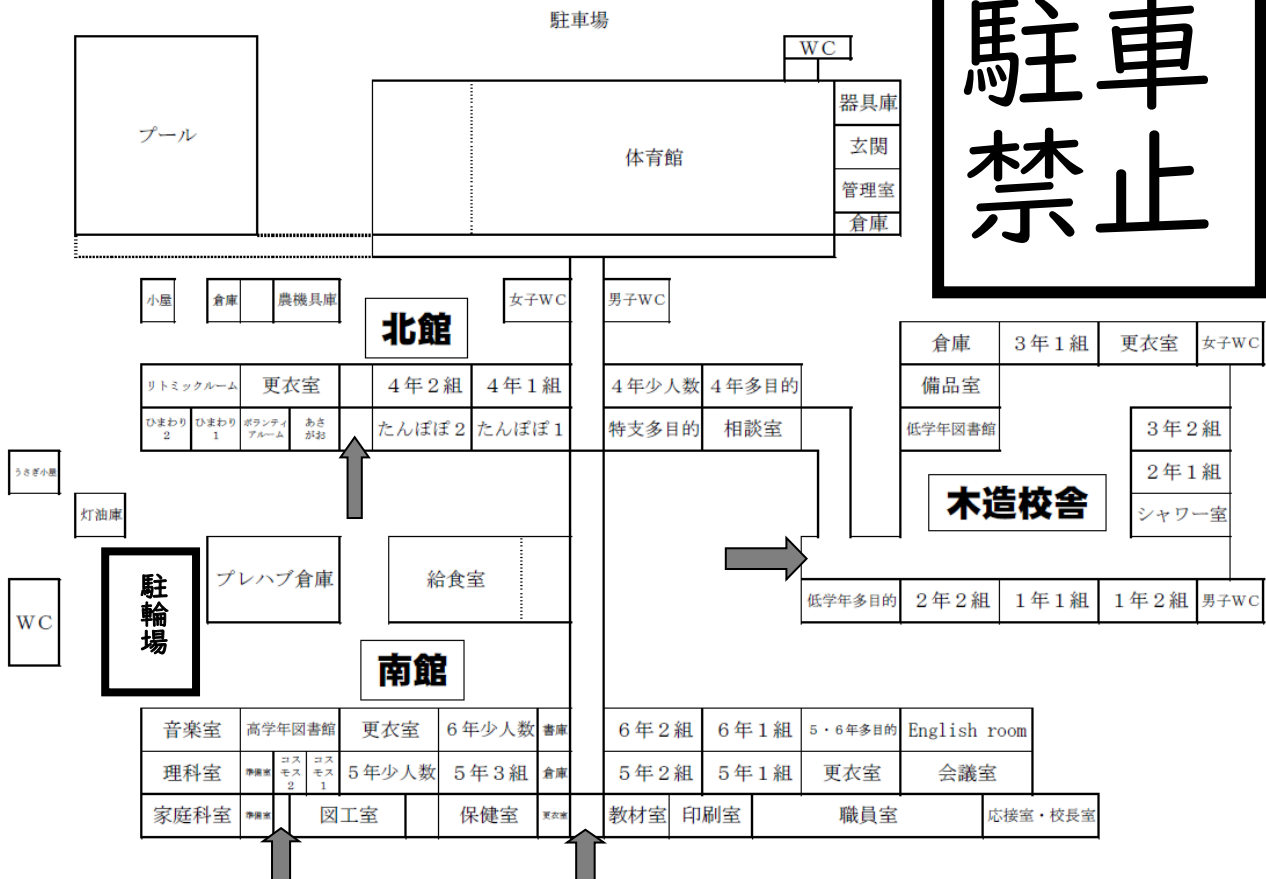 駐車場
駐車
禁止
WC
プール
体育館
器具庫
玄関
管理室
倉庫
小屋
倉庫
農機具庫
女子WC
男子WC
北館
倉庫
3年1組
更衣室
女子WC
リトミックルーム
更衣室
4年2組
4年1組
4年少人数
4年多目的
備品室
ひまわり
2
ひまわり
1
ボランティ
アルーム
あさ
がお
たんぽぽ2
たんぽぽ1
特支多目的
相談室
低学年図書館
3年2組
うさぎ小屋
2年1組
灯油庫
木造校舎
シャワー室
駐輪場
プレハブ倉庫
給食室
WC
低学年多目的
2年2組
1年1組
1年2組
男子WC
南館
音楽室
高学年図書館
更衣室
6年少人数
書庫
6年2組
6年1組
5・6年多目的
English room
理科室
準備室
コス
モス
2
コス
モス
1
5年少人数
5年3組
倉庫
5年2組
5年1組
更衣室
会議室
家庭科室
準備室
図工室
保健室
更衣室
教材室
印刷室
職員室
応接室・校長室